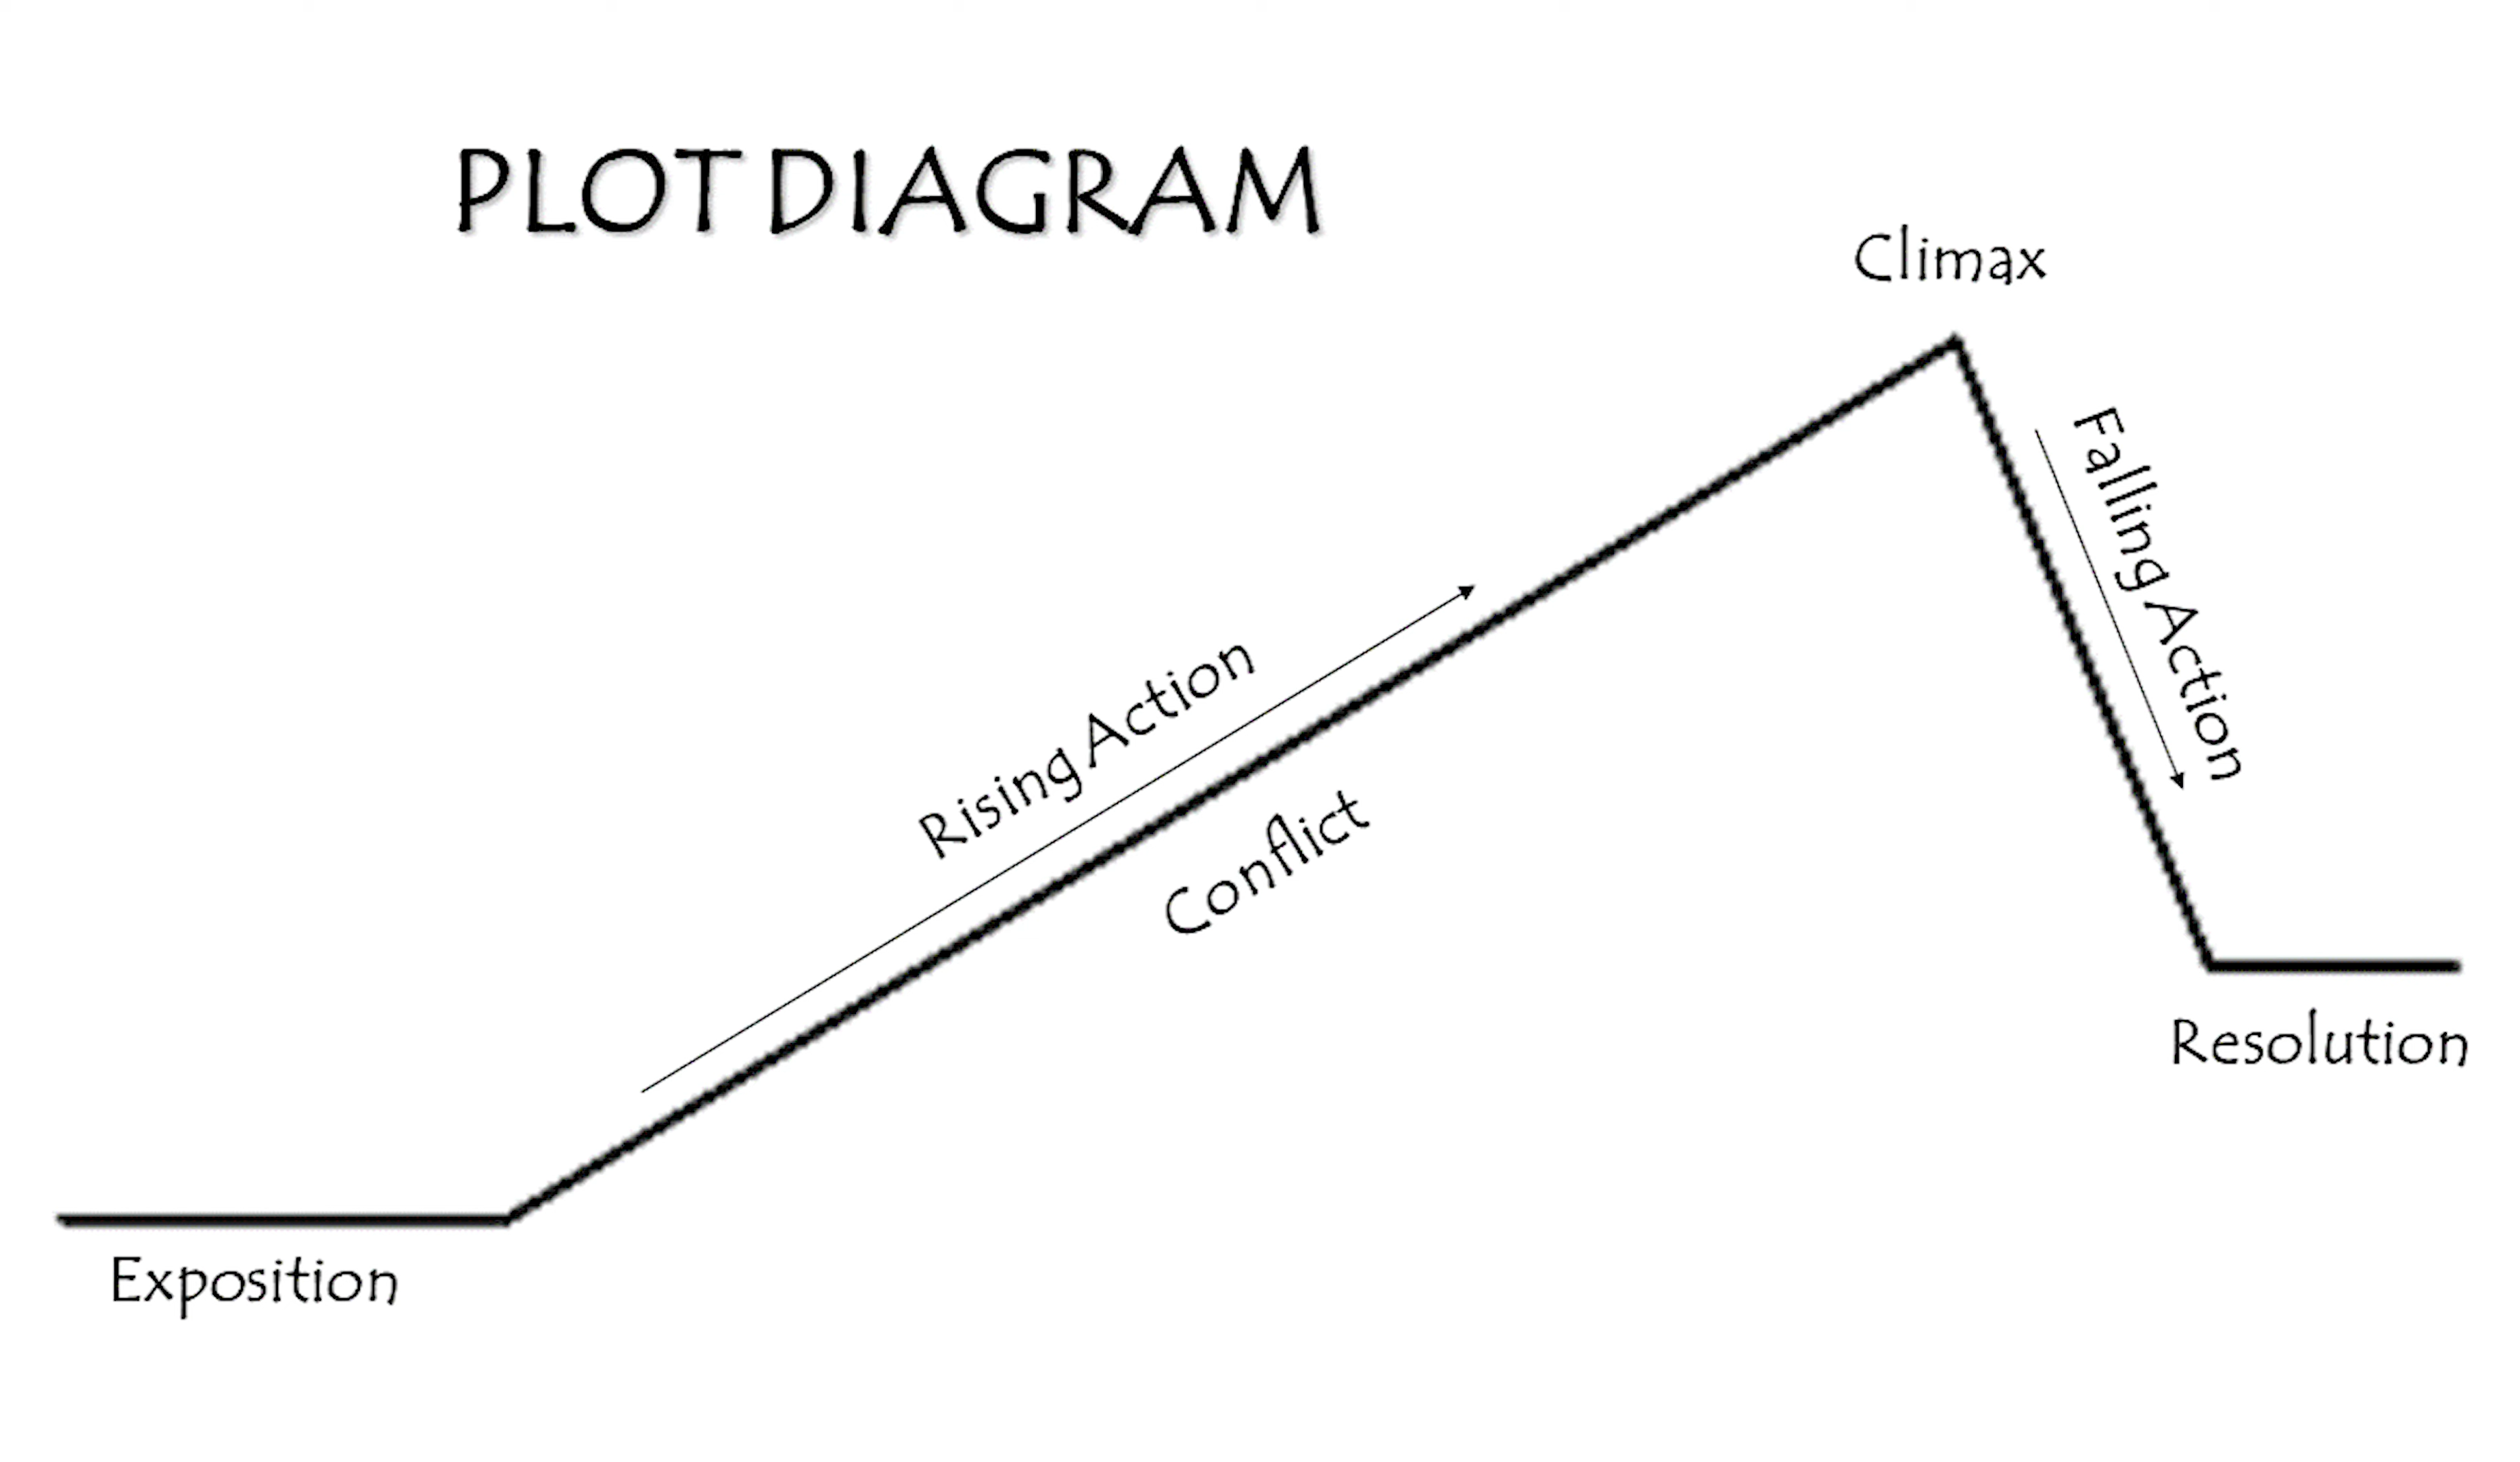 PLOT DIAGRAM
Climax
Falling Action
Rising Action
Conflict
Resolution
Exposition